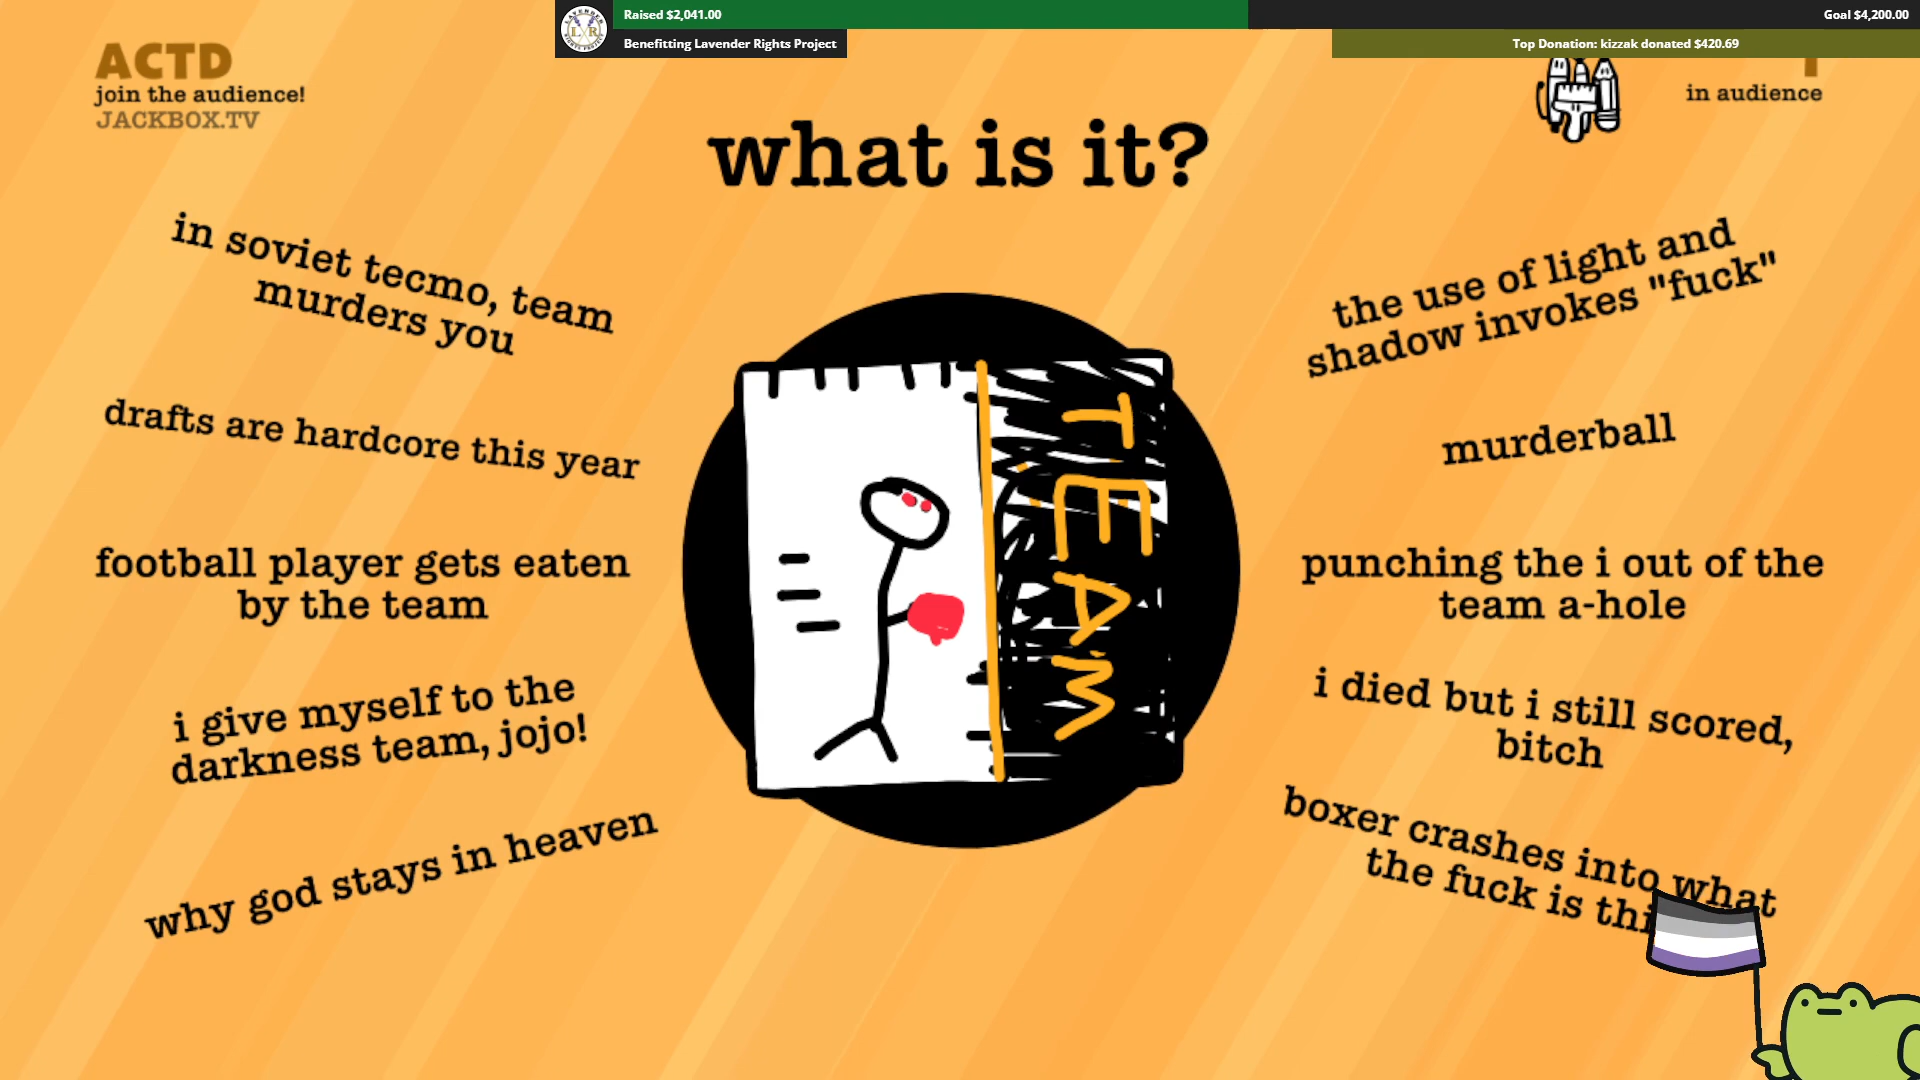 Raised $2,041.00
Goal $4,200.00
Benefitting Lavender Rights Project
Top Donation: kizzak donated $420.69
ACTD
join the audience!
JACKBOX.TV
in audience
what is it?
in soviet tecmo, team
murders you
drafts are hardcore this year
football player gets eaten
by the team
i give myself to the
darkness team, jojo!
why god stays in heaven
TEAM
the use of light and
shadow invokes "fuck"
murderball
punching the i out of the
team a-hole
i died but i still scored,
bitch
boxer crashes into what
the fuck is